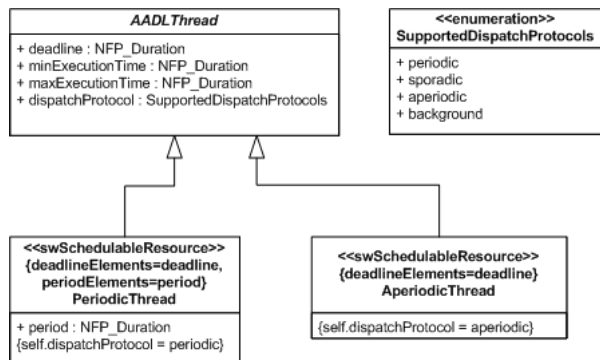 AADLThread
+ deadline : NFP_Duration
+ minExecutionTime : NFP_Duration
+ maxExecutionTime : NFP_Duration
+ dispatchProtocol : SupportedDispatchProtocols
<<enumeration>>
SupportedDispatchProtocols
+ periodic
+ sporadic
+ aperiodic
+ background
<<swSchedulableResource>>
{deadlineElements=deadline,
periodElements=period}
PeriodicThread
+ period : NFP_Duration
{self.dispatchProtocol = periodic}
<<swSchedulableResource>>
{deadlineElements=deadline}
AperiodicThread
{self.dispatchProtocol = aperiodic}